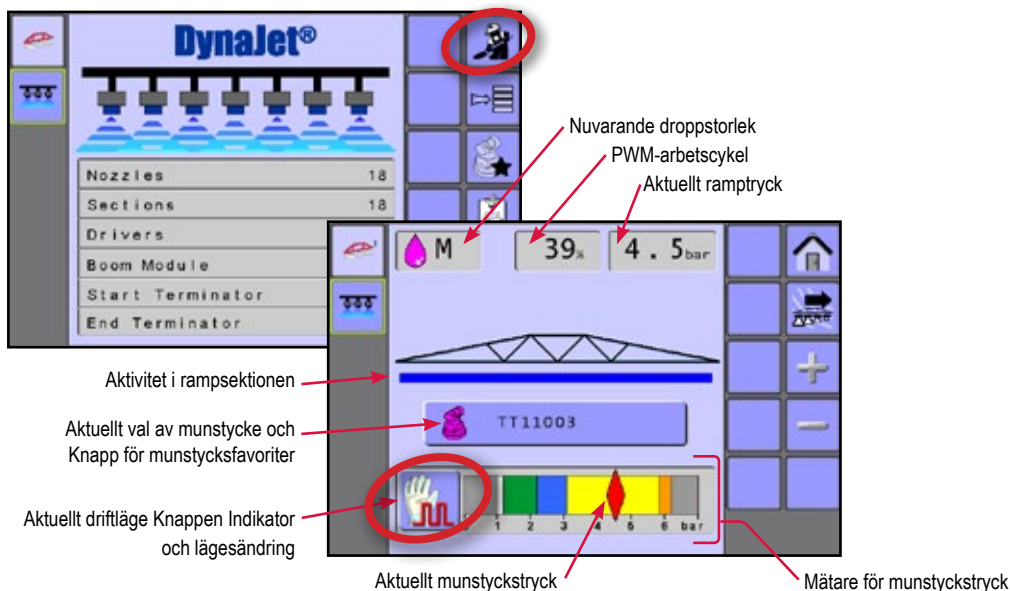 DynaJet®
Nozzles 18
Sections 18
Drivers
Boom Module
Start Terminator
End Terminator
Nuvarande droppstorlek
PWM-arbetscykel
Aktuellt ramptryck
M 39% 4.5bar
Aktivitet i rampsektionen
Aktuellt val av munstycke och
Knapp för munstycksfavoriter
TT11003
Aktuellt driftläge Knappen Indikator
och lägesändring
0 1 2 3 4 5 6 bar
Aktuellt munstyckstryck
Mätare för munstyckstryck